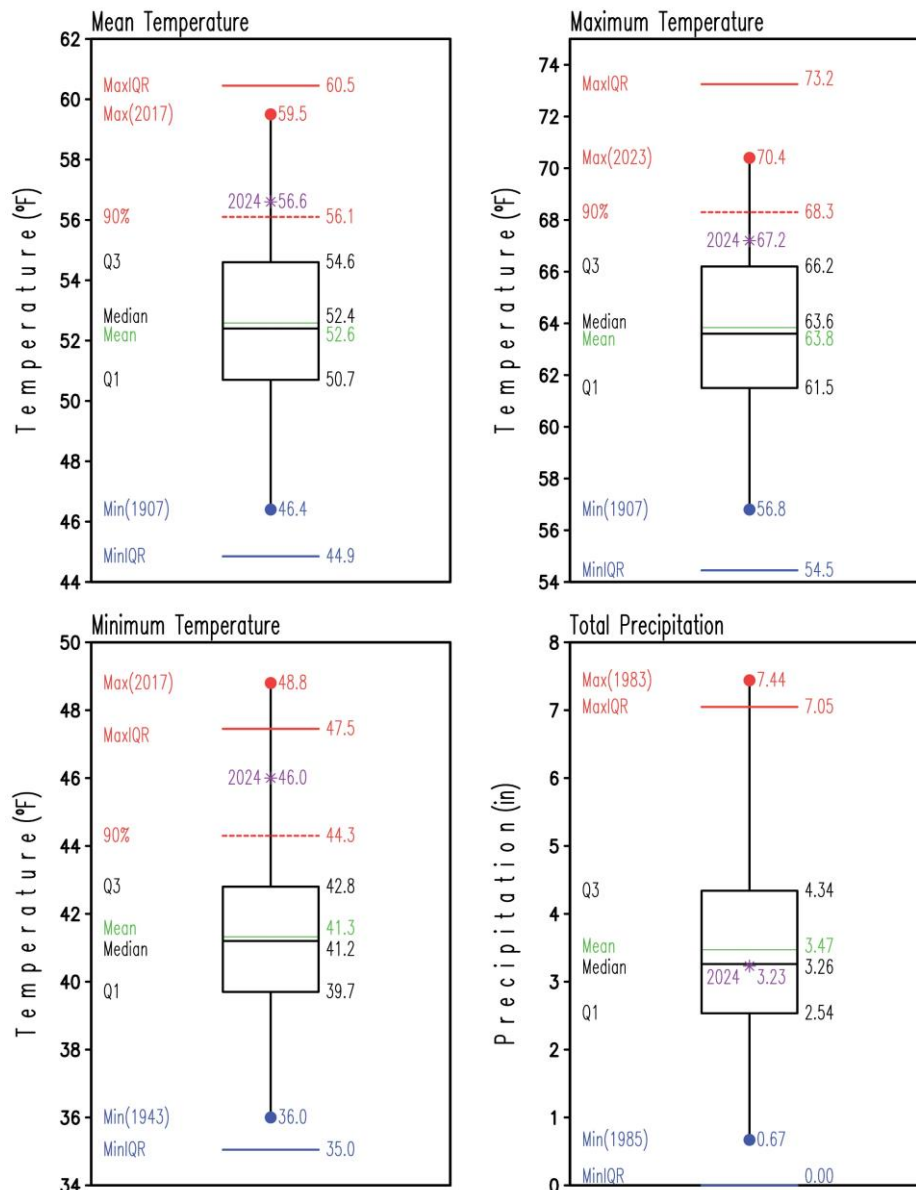 Mean Temperature
Temperature (ºF)
62
60
58
56
54
52
50
48
46
44
MaxIQR 60.5
Max(2017) 59.5
2024 * 56.6
90% 56.1
Q3 54.6
Median 52.4
Mean 52.6
Q1 50.7
Min(1907) 46.4
MinIQR 44.9
Maximum Temperature
Temperature (ºF)
74
72
70
68
66
64
62
60
58
56
54
MaxIQR 73.2
Max(2023) 70.4
90% 68.3
2024 * 67.2
Q3 66.2
Median 63.6
Mean 63.8
Q1 61.5
Min(1907) 56.8
MinIQR 54.5
Minimum Temperature
Temperature (ºF)
50
48
46
44
42
40
38
36
34
Max(2017) 48.8
MaxIQR 47.5
2024 * 46.0
90% 44.3
Q3 42.8
Mean 41.3
Median 41.2
Q1 39.7
Min(1943) 36.0
MinIQR 35.0
Total Precipitation
Precipitation (in)
8
7
6
5
4
3
2
1
0
Max(1983) 7.44
MaxIQR 7.05
Q3 4.34
Mean 3.47
Median 3.26
2024 * 3.23
Q1 2.54
Min(1985) 0.67
MinIQR 0.00